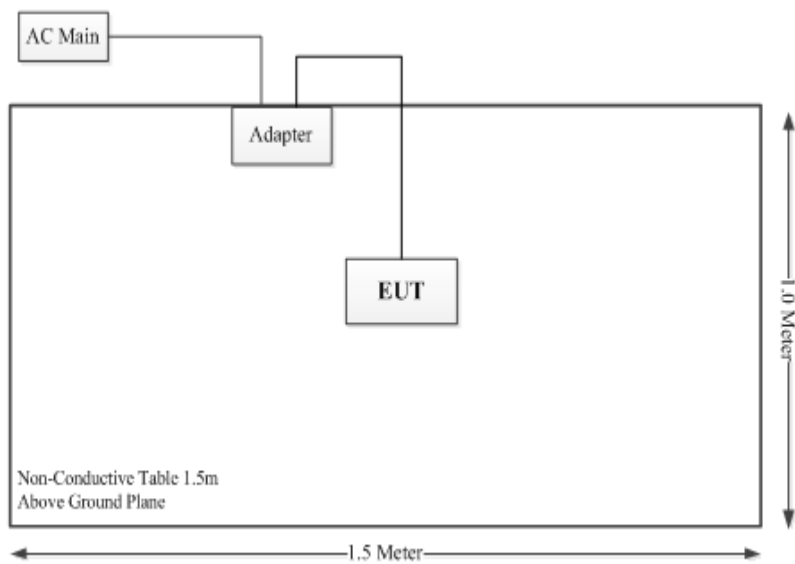 AC Main
Adapter
EUT
1.0 Meter
Non-Conductive Table 1.5m
Above Ground Plane
1.5 Meter